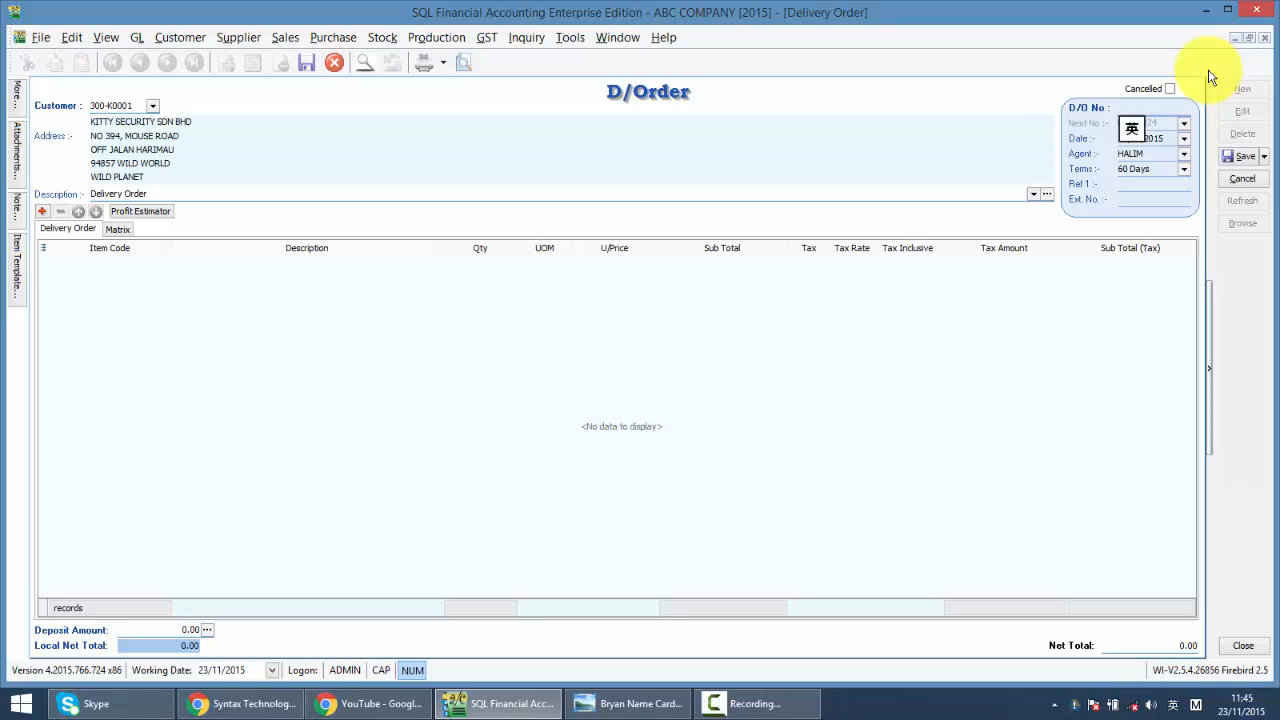 SQL Financial Accounting Enterprise Edition - ABC COMPANY [2015] - [Delivery Order]
File Edit View GL Customer Supplier Sales Purchase Stock Production GST Inquiry Tools Window Help
D/Order
Cancelled
New
Customer : 300-K0001
D/O No :
KITTY SECURITY SDN BHD
Next No :- 英 24
Edit
Address :- NO 394, MOUSE ROAD
Date :- 2015
Delete
OFF JALAN HARIMAU
Agent :- HALIM
Save
94857 WILD WORLD
Terms :- 60 Days
WILD PLANET
Ref 1 :-
Cancel
Description :- Delivery Order
Ext. No :-
Refresh
Profit Estimator
Browse
Delivery Order Matrix
More...
Attachments...
Note...
Item Template...
Item Code Description Qty UOM U/Price Sub Total Tax Tax Rate Tax Inclusive Tax Amount Sub Total (Tax)
<No data to display>
records
Deposit Amount: 0.00
Local Net Total: 0.00
Net Total: 0.00
Close
Version 4.2015.766.724 x86 Working Date: 23/11/2015 Logon: ADMIN CAP NUM WI-V2.5.4.26856 Firebird 2.5
Skype Syntax Technolog... YouTube - Googl... SQL Financial Acc... Bryan Name Card... Recording... 英 M
11:45
23/11/2015